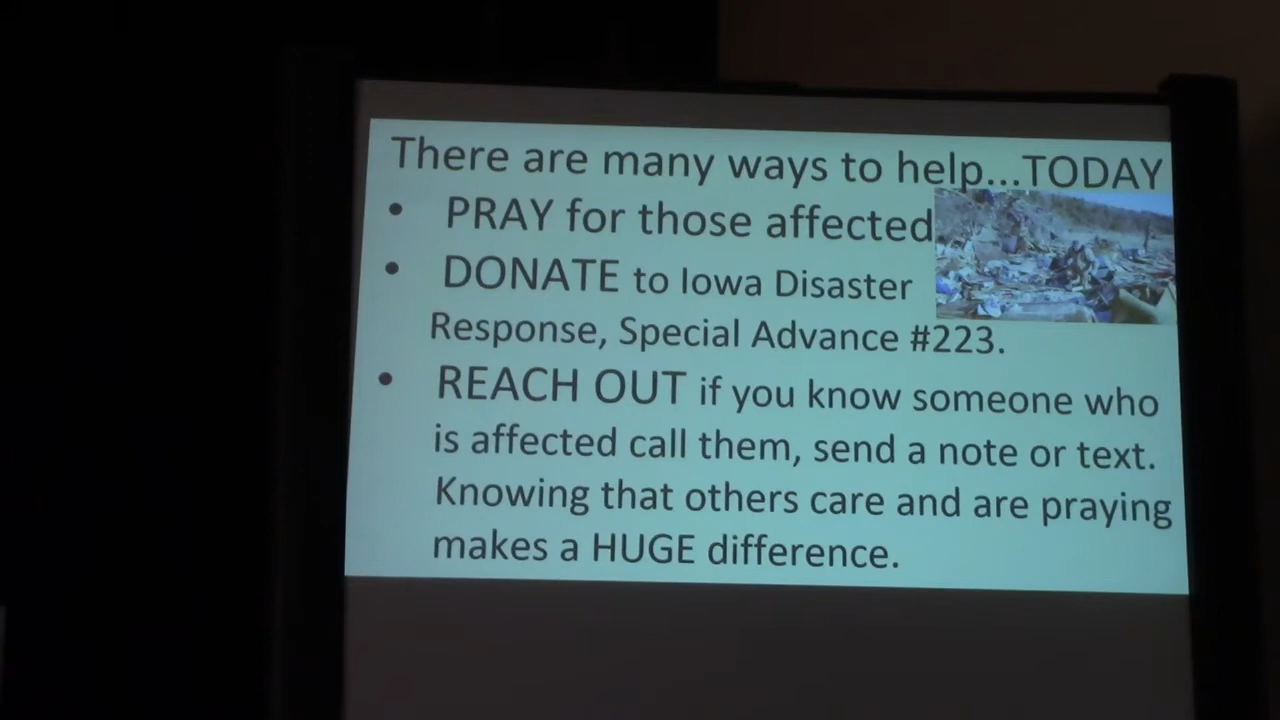 There are many ways to help...TODAY
• PRAY for those affected
• DONATE to Iowa Disaster
Response, Special Advance #223.
• REACH OUT if you know someone who
is affected call them, send a note or text.
Knowing that others care and are praying
makes a HUGE difference.